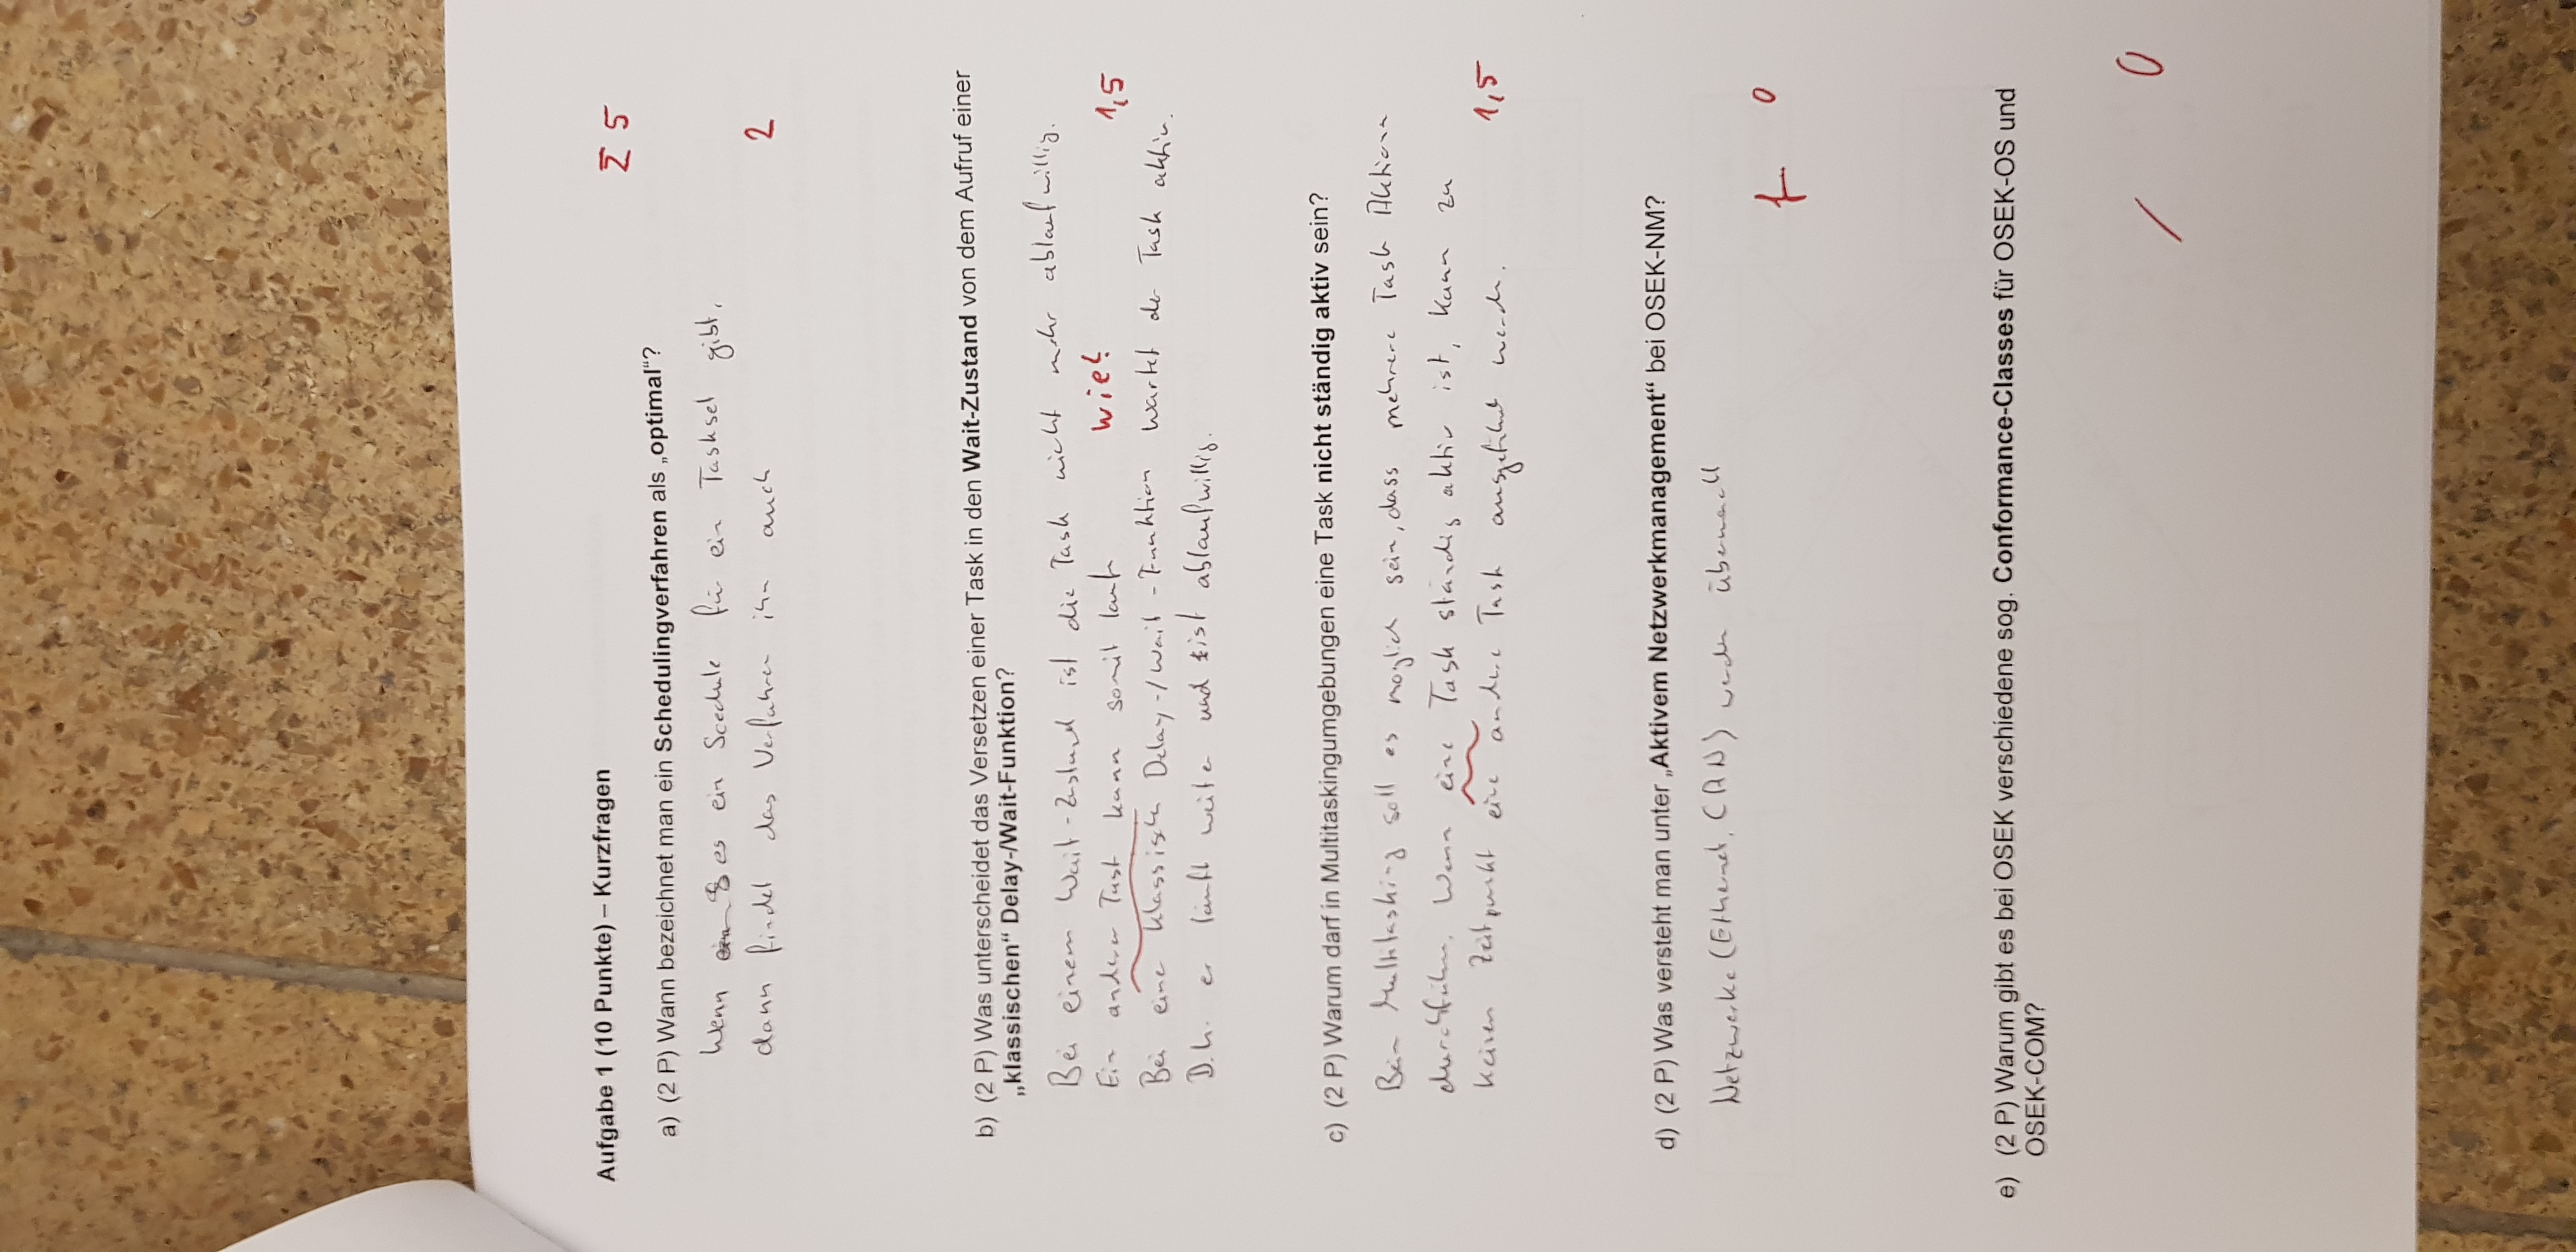 Aufgabe 1 (10 Punkte) – Kurzfragen
Σ 5
a) (2 P) Wann bezeichnet man ein Schedulingverfahren als „optimal“?
Wenn es ein Scedule für ein Taskset gibt,
dann findet das Verfahren ihn auch
2
b) (2 P) Was unterscheidet das Versetzen einer Task in den Wait-Zustand von dem Aufruf einer
„klassischen“ Delay-/Wait-Funktion?
Bei einem Wait-Zustand ist die Task nicht mehr ablaufwillig.
Ein anderer Task kann somit laufen
wie?
1,5
Bei einer klassischen Delay-/Wait-Funktion wartet der Task aktiv.
D.h. er läuft weiter und ist ablaufwillig.
c) (2 P) Warum darf in Multitaskingumgebungen eine Task nicht ständig aktiv sein?
Beim Multitasking soll es möglich sein, dass mehrere Task Aktionen
durchführen. Wenn eine Task ständig aktiv ist, kann zu
keinen Zeitpunkt eine andere Task ausgeführt werden.
1,5
d) (2 P) Was versteht man unter „Aktivem Netzwerkmanagement“ bei OSEK-NM?
Netzwerke (Ethernet, CAN) werden überwacht
f 0
e) (2 P) Warum gibt es bei OSEK verschiedene sog. Conformance-Classes für OSEK-OS und
OSEK-COM?
/ 0